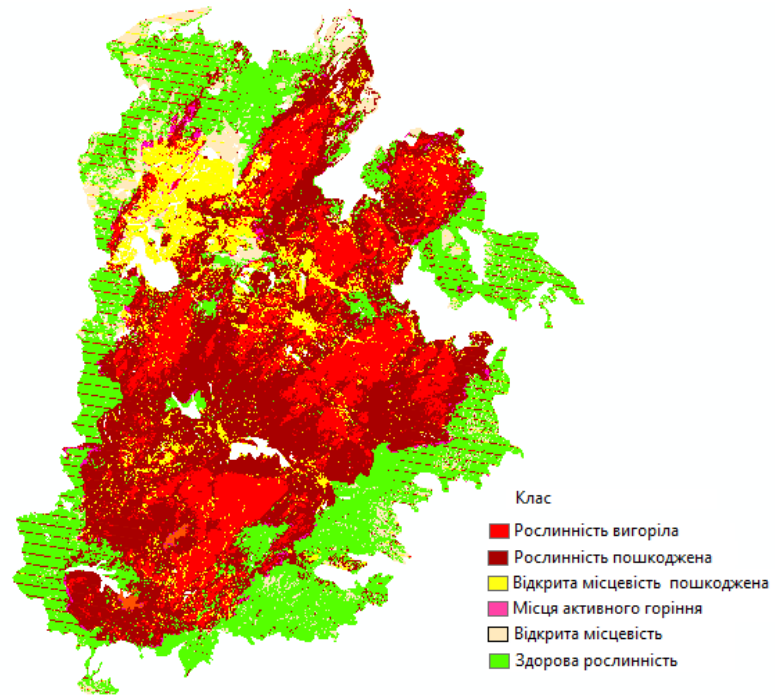 Клас
Рослинність вигоріла
Рослинність пошкоджена
Відкрита місцевість пошкоджена
Місця активного горіння
Відкрита місцевість
Здорова рослинність